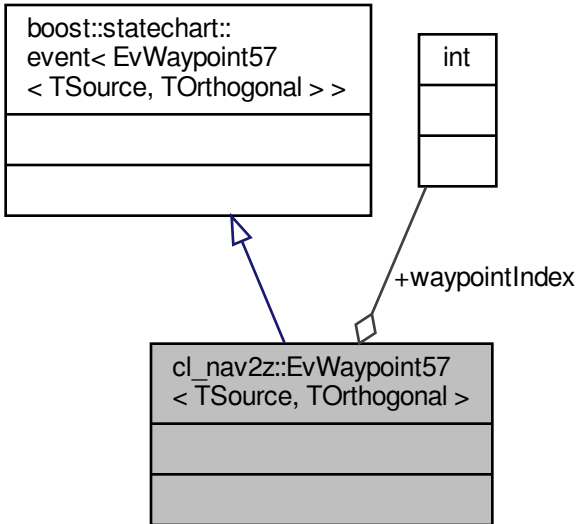 boost::statechart::
event< EvWaypoint57
< TSource, TOrthogonal > >
int
+waypointIndex
cl_nav2z::EvWaypoint57
< TSource, TOrthogonal >